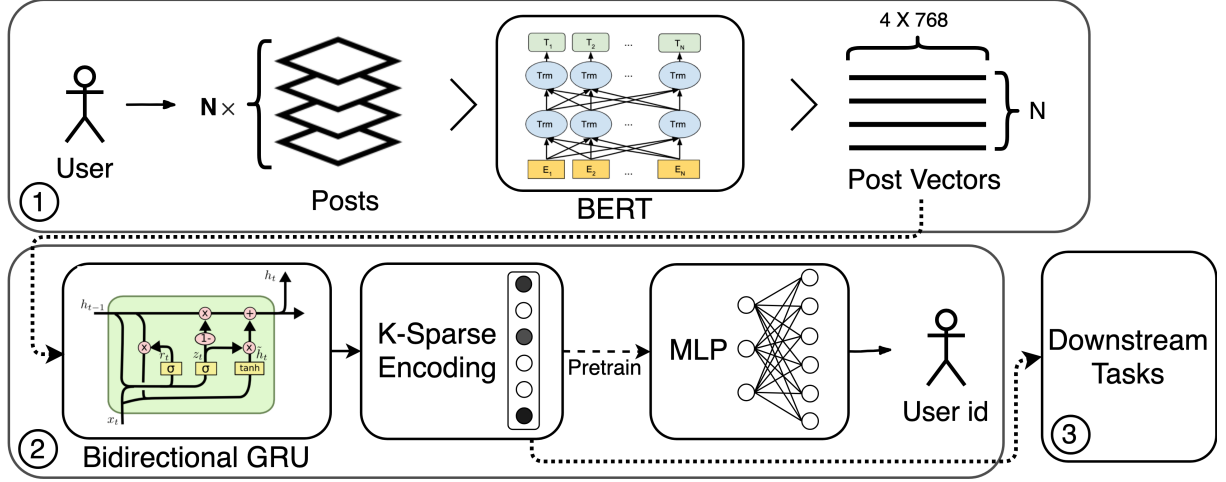 4 X 768
T1 T2 ... TN
Trm Trm ... Trm
N ×
N
Trm Trm ... Trm
E1 E2 ... EN
User
Posts
BERT
Post Vectors
1
ht
ht−1
× +
1-
× ×
rt zt h̃t
σ σ tanh
xt
K-Sparse
Encoding
Pretrain
MLP
User id
Downstream
Tasks
2
Bidirectional GRU
3